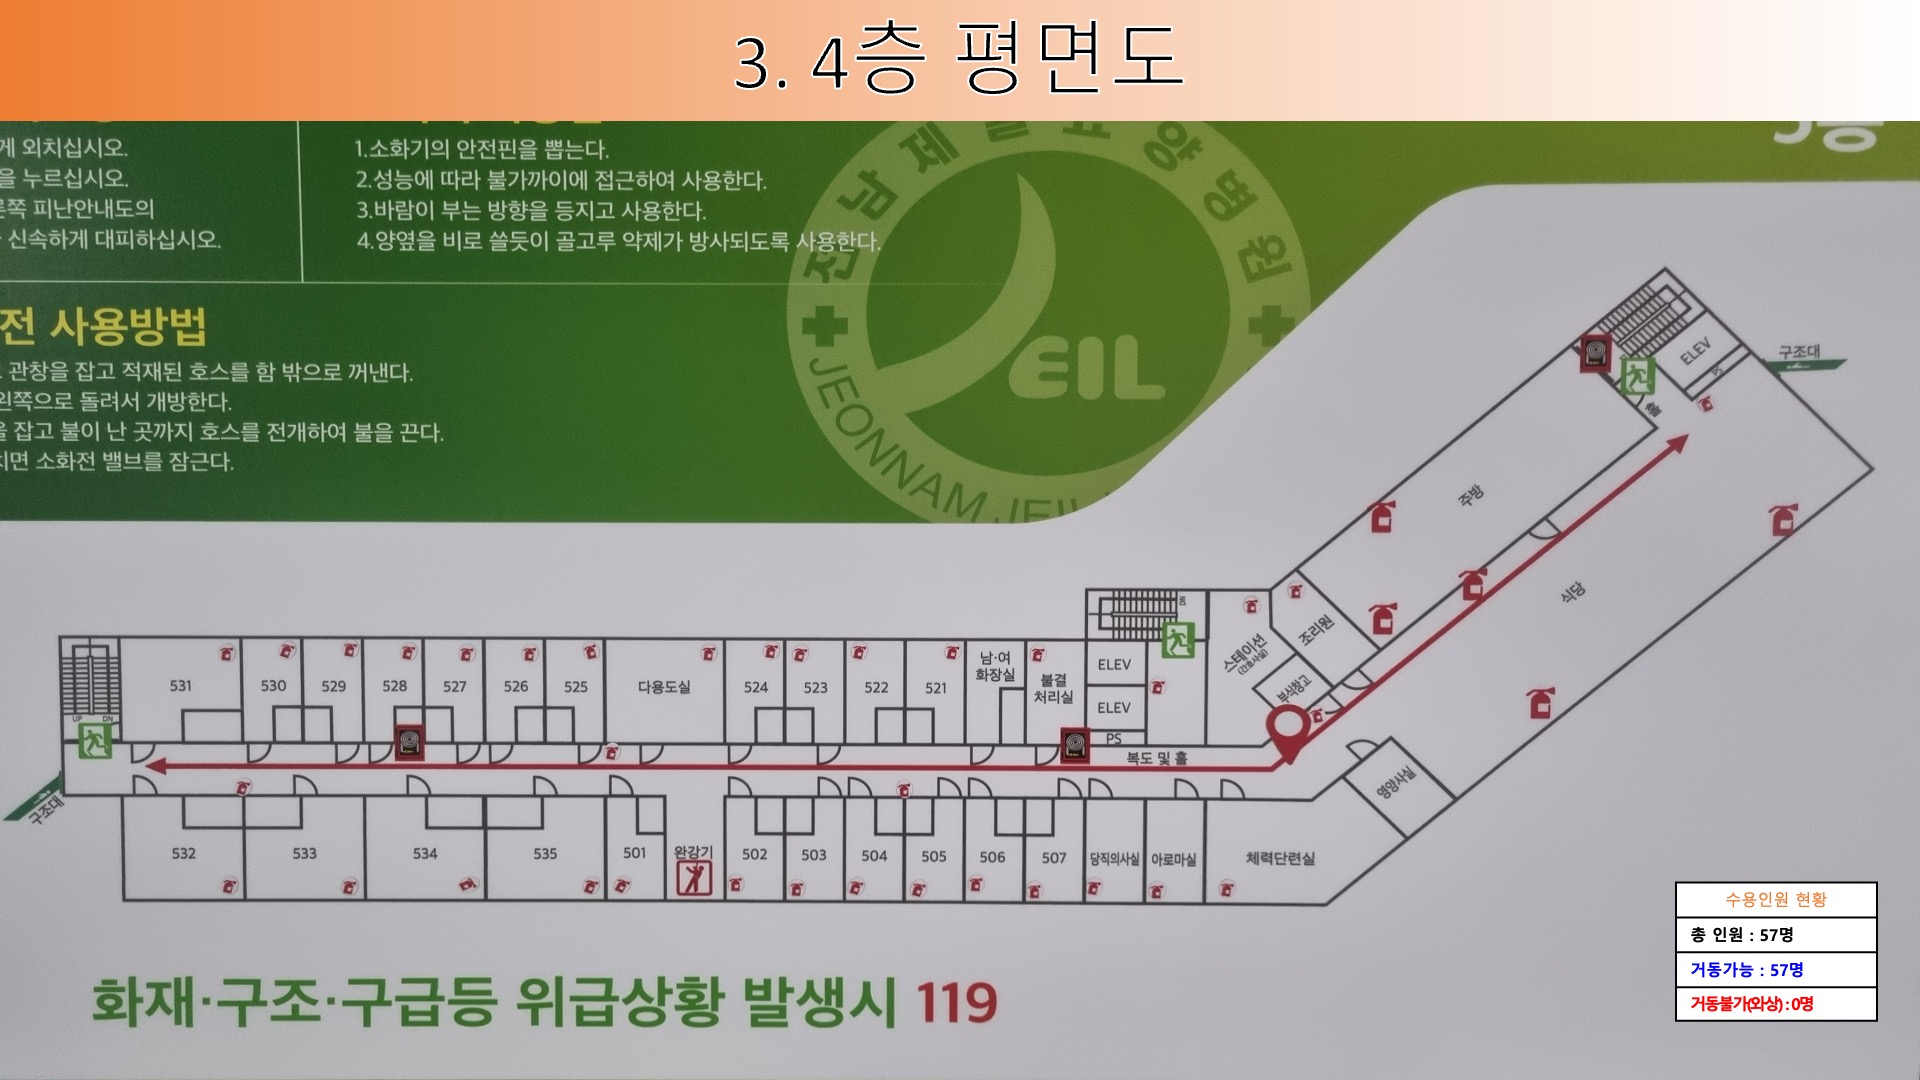 3. 4층 평면도
게 외치십시오.
을 누르십시오.
른쪽 피난안내도의
신속하게 대피하십시오.
1.소화기의 안전핀을 뽑는다.
2.성능에 따라 불가까이에 접근하여 사용한다.
3.바람이 부는 방향을 등지고 사용한다.
4.양옆을 비로 쓸듯이 골고루 약제가 방사되도록 사용한다.
5층
전남제일요양병원
EIL
JEONNAM JEIL
전 사용방법
관창을 잡고 적재된 호스를 함 밖으로 꺼낸다.
왼쪽으로 돌려서 개방한다.
을 잡고 불이 난 곳까지 호스를 전개하여 불을 끈다.
치면 소화전 밸브를 잠근다.
구조대
ELEV
PS
홀
주방
식당
조리원
스테이션
(간호사실)
부식창고
영양사실
DN
531
530
529
528
527
526
525
다용도실
524
523
522
521
남·여
화장실
불결
처리실
ELEV
ELEV
PS
복도 및 홀
UP
DN
구조대
532
533
534
535
501
완강기
502
503
504
505
506
507
당직의사실
아로마실
체력단련실
화재·구조·구급등 위급상황 발생시 119
수용인원 현황
총 인원 : 57명
거동가능 : 57명
거동불가(와상) : 0명